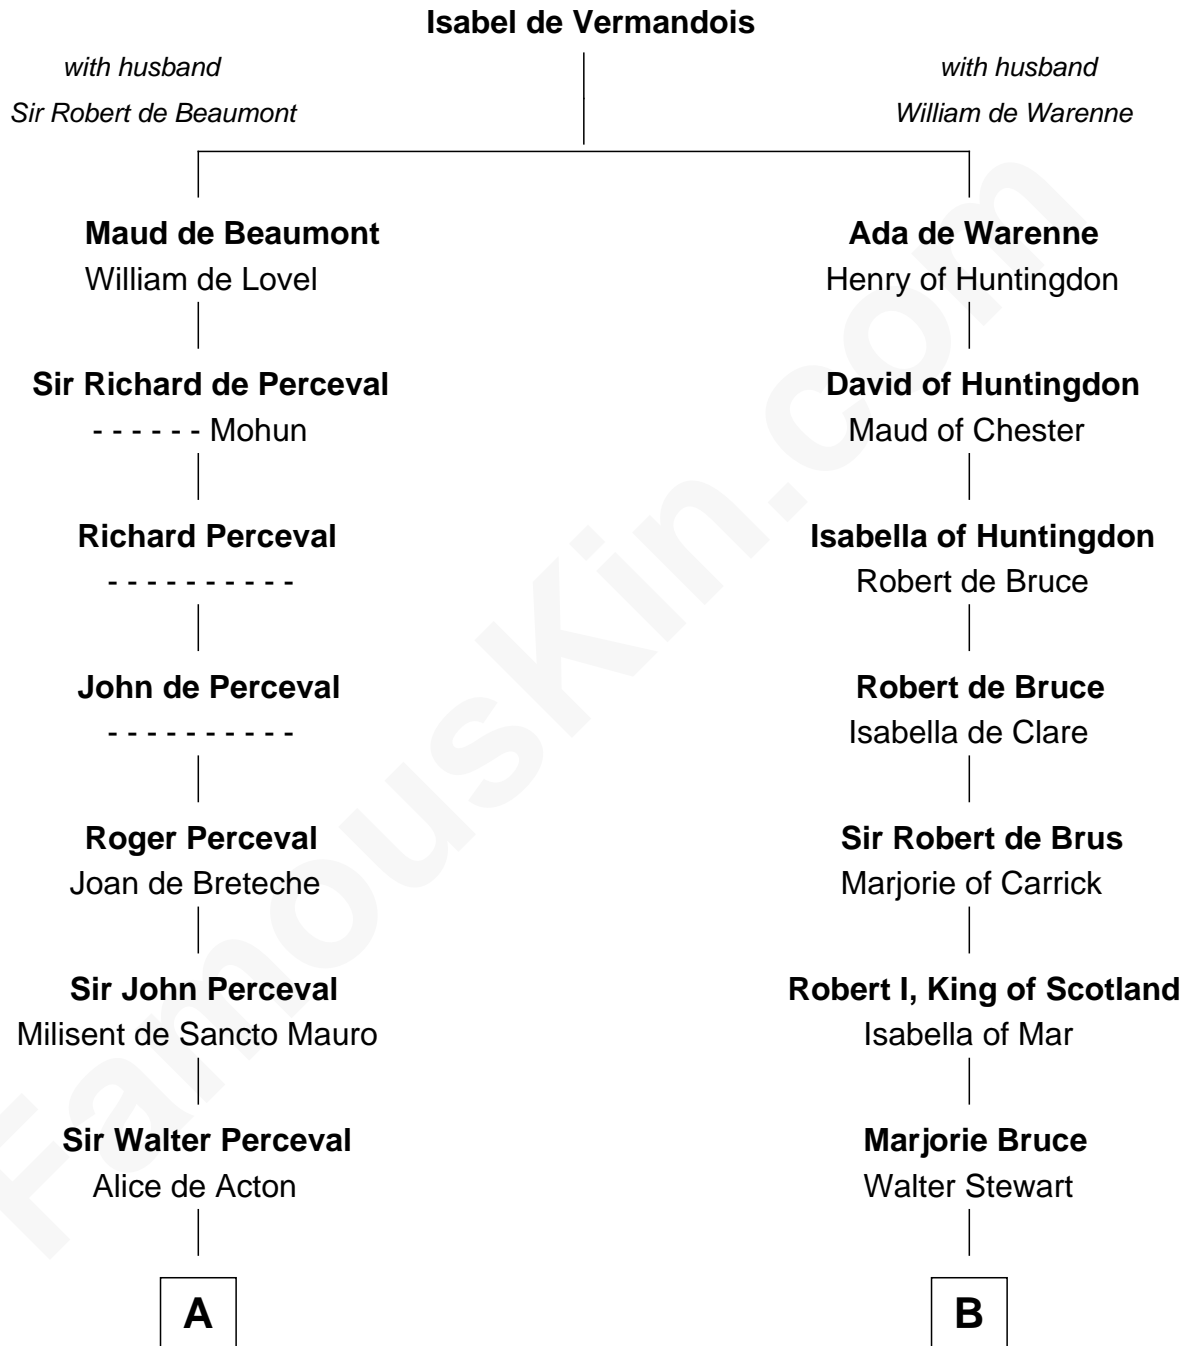 Isabel de Vermandois
with husband
Sir Robert de Beaumont
with husband
William de Warenne
Maud de Beaumont
William de Lovel
Sir Richard de Perceval
- - - - - - Mohun
Richard Perceval
- - - - - - - - - -
John de Perceval
- - - - - - - - - -
Roger Perceval
Joan de Breteche
Sir John Perceval
Milisent de Sancto Mauro
Sir Walter Perceval
Alice de Acton
A
Ada de Warenne
Henry of Huntingdon
David of Huntingdon
Maud of Chester
Isabella of Huntingdon
Robert de Bruce
Robert de Bruce
Isabella de Clare
Sir Robert de Brus
Marjorie of Carrick
Robert I, King of Scotland
Isabella of Mar
Marjorie Bruce
Walter Stewart
B
FamousKin.com